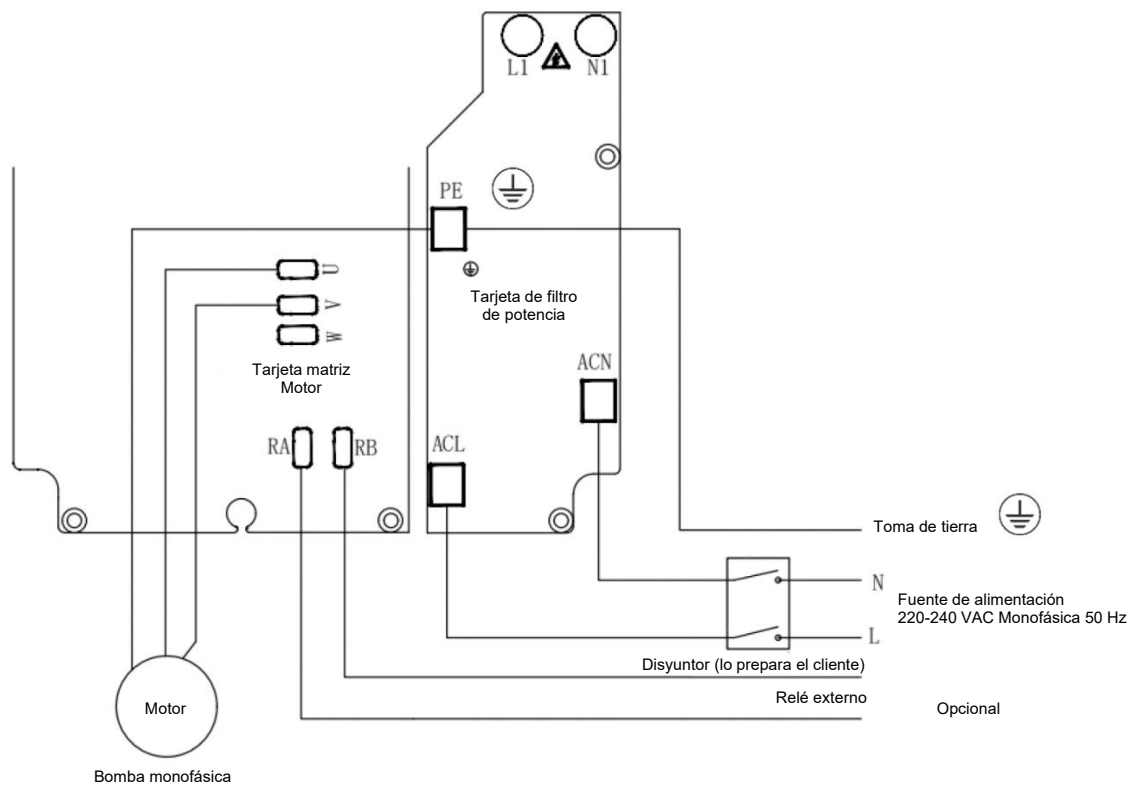 L1
N1
PE
U
V
W
Tarjeta de filtro
de potencia
Tarjeta matriz
Motor
ACN
RA
RB
ACL
Toma de tierra
N
Fuente de alimentación
220-240 VAC Monofásica 50 Hz
L
Disyuntor (lo prepara el cliente)
Relé externo
Motor
Opcional
Bomba monofásica